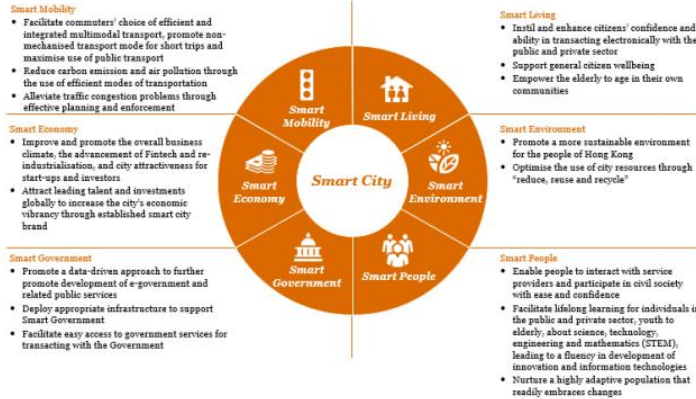 Smart Mobility
• Facilitate commuters' choice of efficient and
integrated multimodal transport, promote non-
mechanised transport mode for short trips and
maximise use of public transport
• Reduce carbon emission and air pollution through
the use of efficient modes of transportation
• Alleviate traffic congestion problems through
effective planning and enforcement
Smart Economy
• Improve and promote the overall business
climate, the advancement of Fintech and re-
industrialisation, and city attractiveness for
start-ups and investors
• Attract leading talent and investments
globally to increase the city's economic
vibrancy through established smart city
brand
Smart Government
• Promote a data-driven approach to further
promote development of e-government and
related public services
• Deploy appropriate infrastructure to support
Smart Government
• Facilitate easy access to government services for
transacting with the Government
Smart
Mobility
Smart Living
Smart
Economy
Smart City
Smart
Environment
Smart
Government
Smart People
Smart Living
• Instil and enhance citizens' confidence and
ability in transacting electronically with the
public and private sector
• Support general citizen wellbeing
• Empower the elderly to age in their own
communities
Smart Environment
• Promote a more sustainable environment
for the people of Hong Kong
• Optimise the use of city resources through
"reduce, reuse and recycle"
Smart People
• Enable people to interact with service
providers and participate in civil society
with ease and confidence
• Facilitate lifelong learning for individuals in
the public and private sector, youth to
elderly, about science, technology,
engineering and mathematics (STEM),
leading to a fluency in development of
innovation and information technologies
• Nurture a highly adaptive population that
readily embraces changes